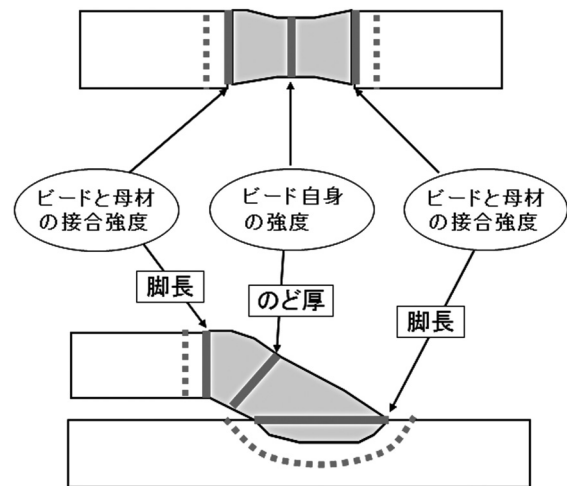 ビードと母材
の接合強度
ビード自身
の強度
ビードと母材
の接合強度
脚長
のど厚
脚長